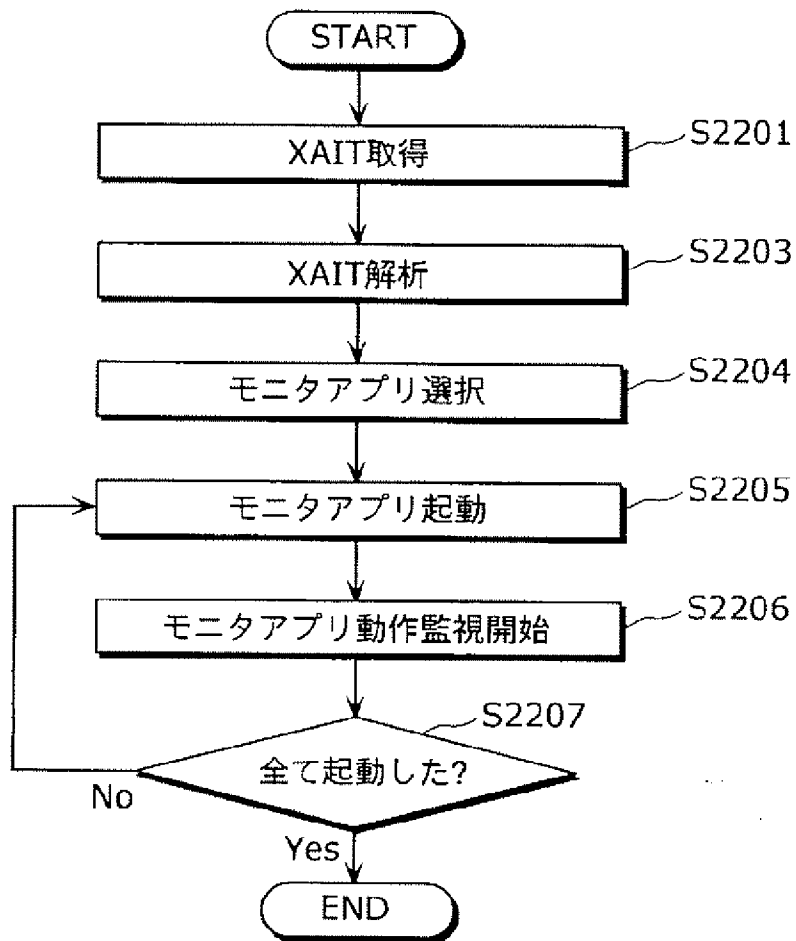 START
XAIT取得
S2201
XAIT解析
S2203
モニタアプリ選択
S2204
モニタアプリ起動
S2205
モニタアプリ動作監視開始
S2206
S2207
全て起動した?
No
Yes
END